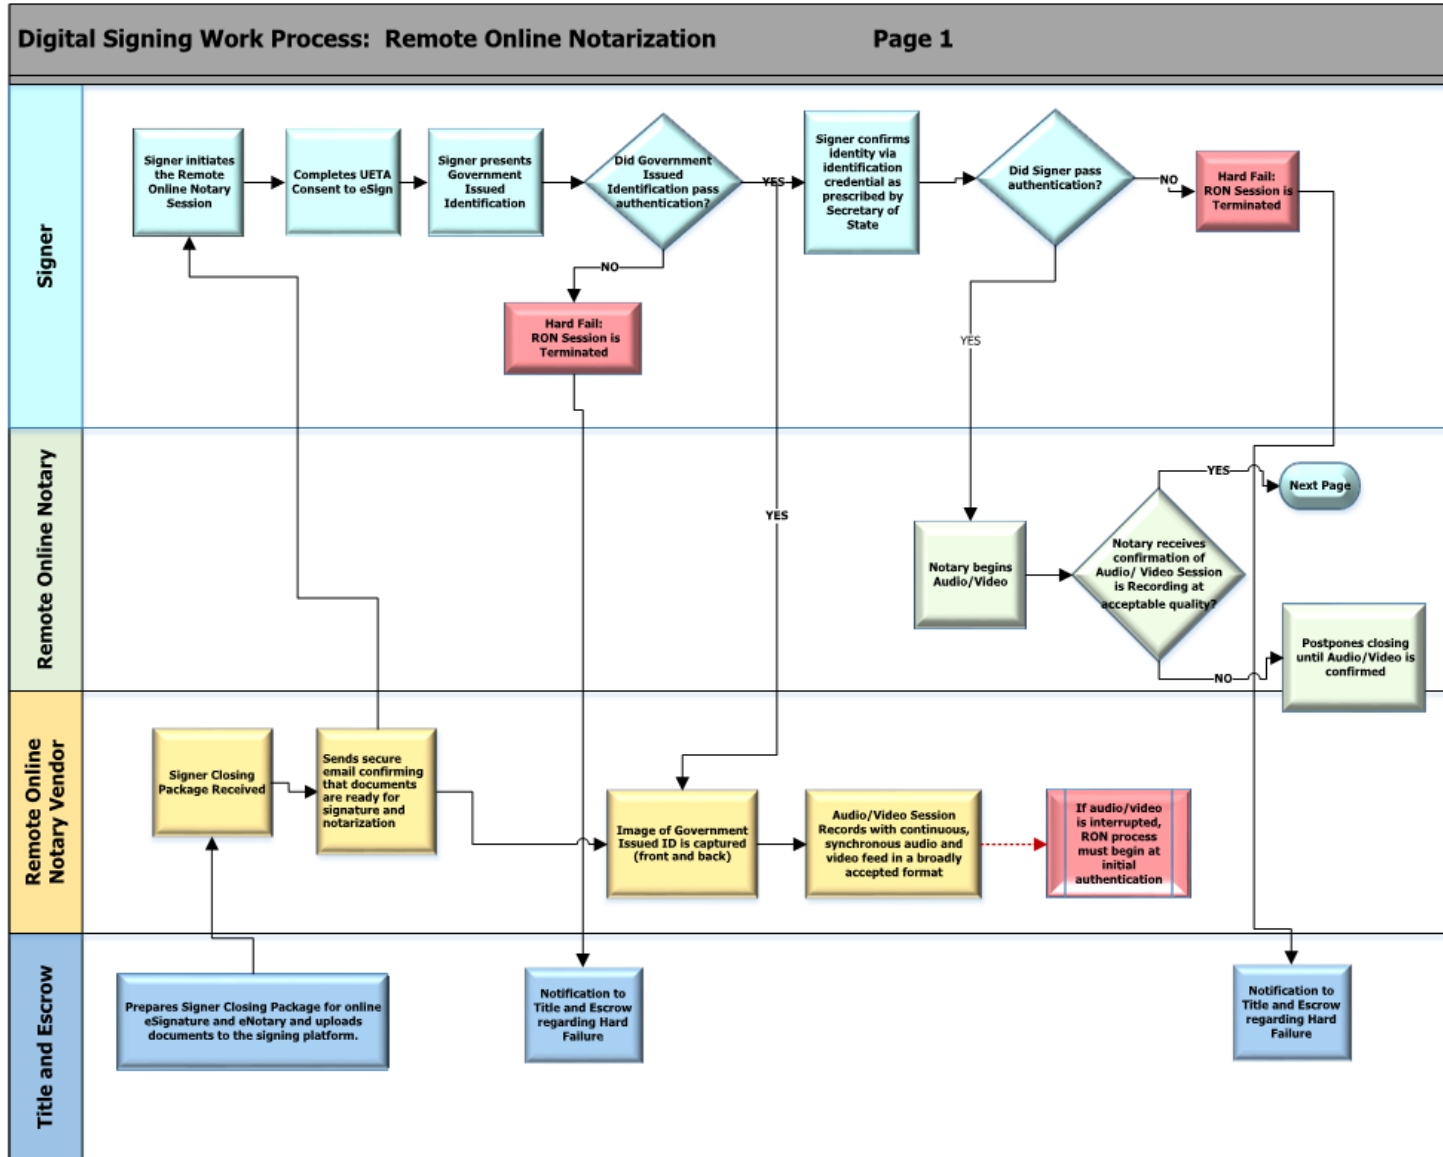 Digital Signing Work Process:  Remote Online Notarization Page 1
Signer
Signer initiates
the Remote
Online Notary
Session
Completes UETA
Consent to eSign
Signer presents
Government
Issued
Identification
Did Government
Issued
Identification pass
authentication?
YES
Signer confirms
identity via
identification
credential as
prescribed by
Secretary of
State
Did Signer pass
authentication?
NO
Hard Fail:
RON Session is
Terminated
NO
Hard Fail:
RON Session is
Terminated
YES
Remote Online Notary
YES
Notary begins
Audio/Video
Notary receives
confirmation of
Audio/ Video Session
is Recording at
acceptable quality?
YES
Next Page
NO
Postpones closing
until Audio/Video is
confirmed
Remote Online
Notary Vendor
Signer Closing
Package Received
Sends secure
email confirming
that documents
are ready for
signature and
notarization
Image of Government
Issued ID is captured
(front and back)
Audio/Video Session
Records with continuous,
synchronous audio and
video feed in a broadly
accepted format
If audio/video
is interrupted,
RON process
must begin at
initial
authentication
Title and Escrow
Prepares Signer Closing Package for online
eSignature and eNotary and uploads
documents to the signing platform.
Notification to
Title and Escrow
regarding Hard
Failure
Notification to
Title and Escrow
regarding Hard
Failure